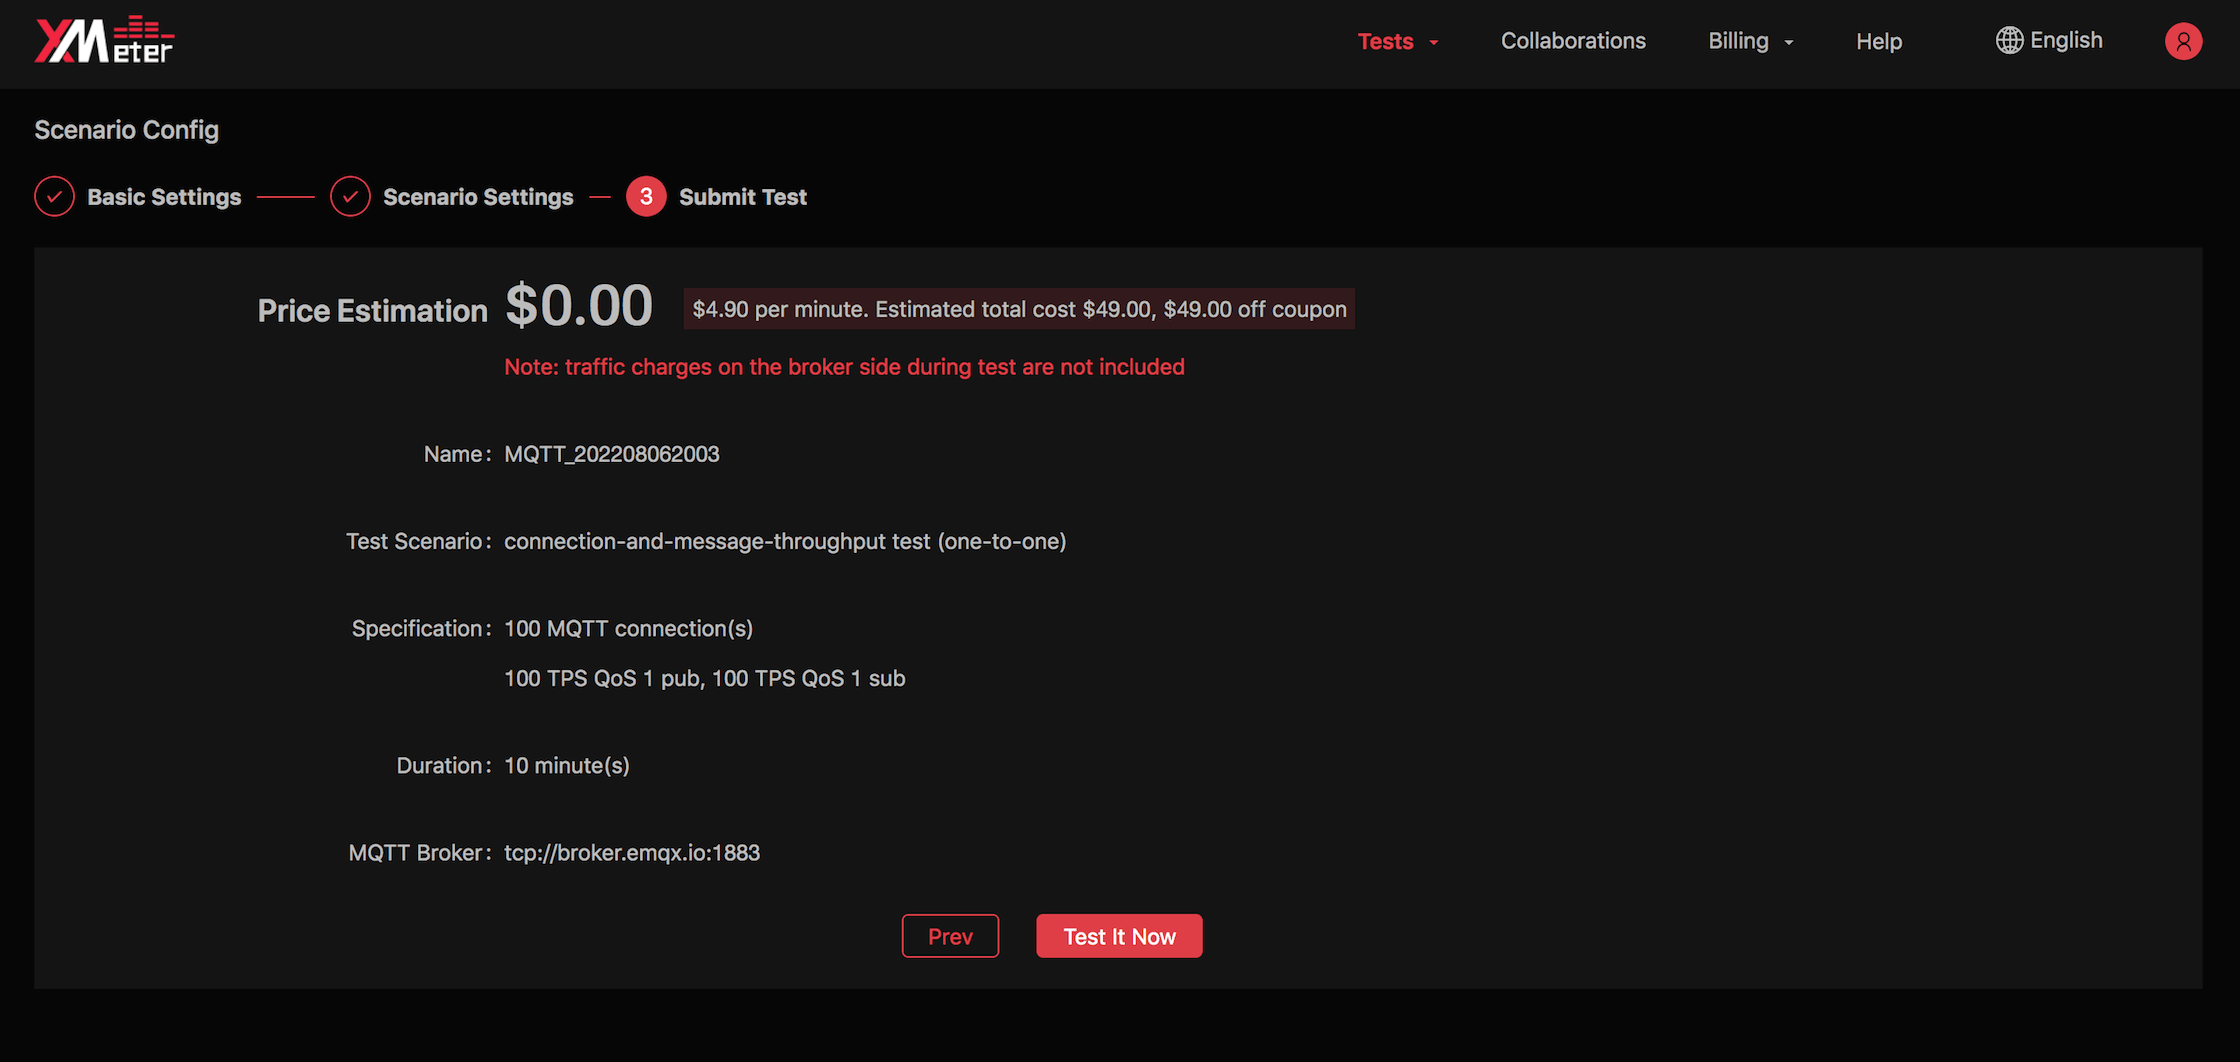 XMeter
Tests
Collaborations
Billing
Help
English
Scenario Config
Basic Settings
Scenario Settings
3 Submit Test
Price Estimation $0.00 $4.90 per minute. Estimated total cost $49.00, $49.00 off coupon
Note: traffic charges on the broker side during test are not included
Name: MQTT_202208062003
Test Scenario: connection-and-message-throughput test (one-to-one)
Specification: 100 MQTT connection(s)
100 TPS QoS 1 pub, 100 TPS QoS 1 sub
Duration: 10 minute(s)
MQTT Broker: tcp://broker.emqx.io:1883
Prev
Test It Now